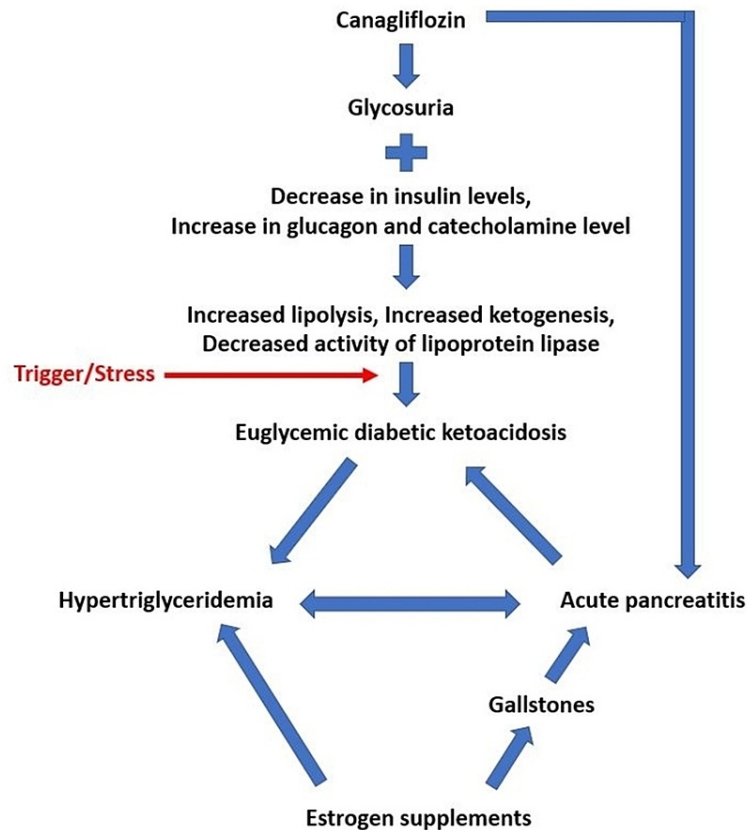 Canagliflozin
Glycosuria
Decrease in insulin levels,
Increase in glucagon and catecholamine level
Increased lipolysis, Increased ketogenesis,
Decreased activity of lipoprotein lipase
Trigger/Stress
Euglycemic diabetic ketoacidosis
Hypertriglyceridemia
Acute pancreatitis
Gallstones
Estrogen supplements